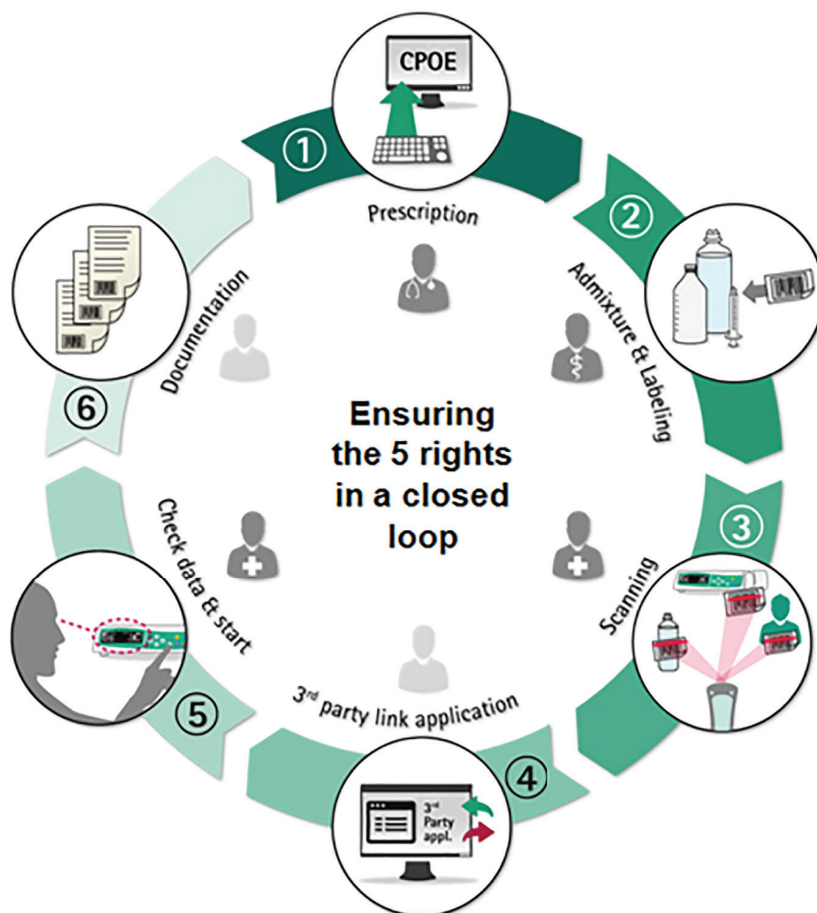 CPOE
①
Prescription
②
Admixture & Labeling
③
Scanning
3rd party link application
④
3rd
Party
appl.
Check data & start
⑤
Documentation
⑥
Ensuring
the 5 rights
in a closed
loop